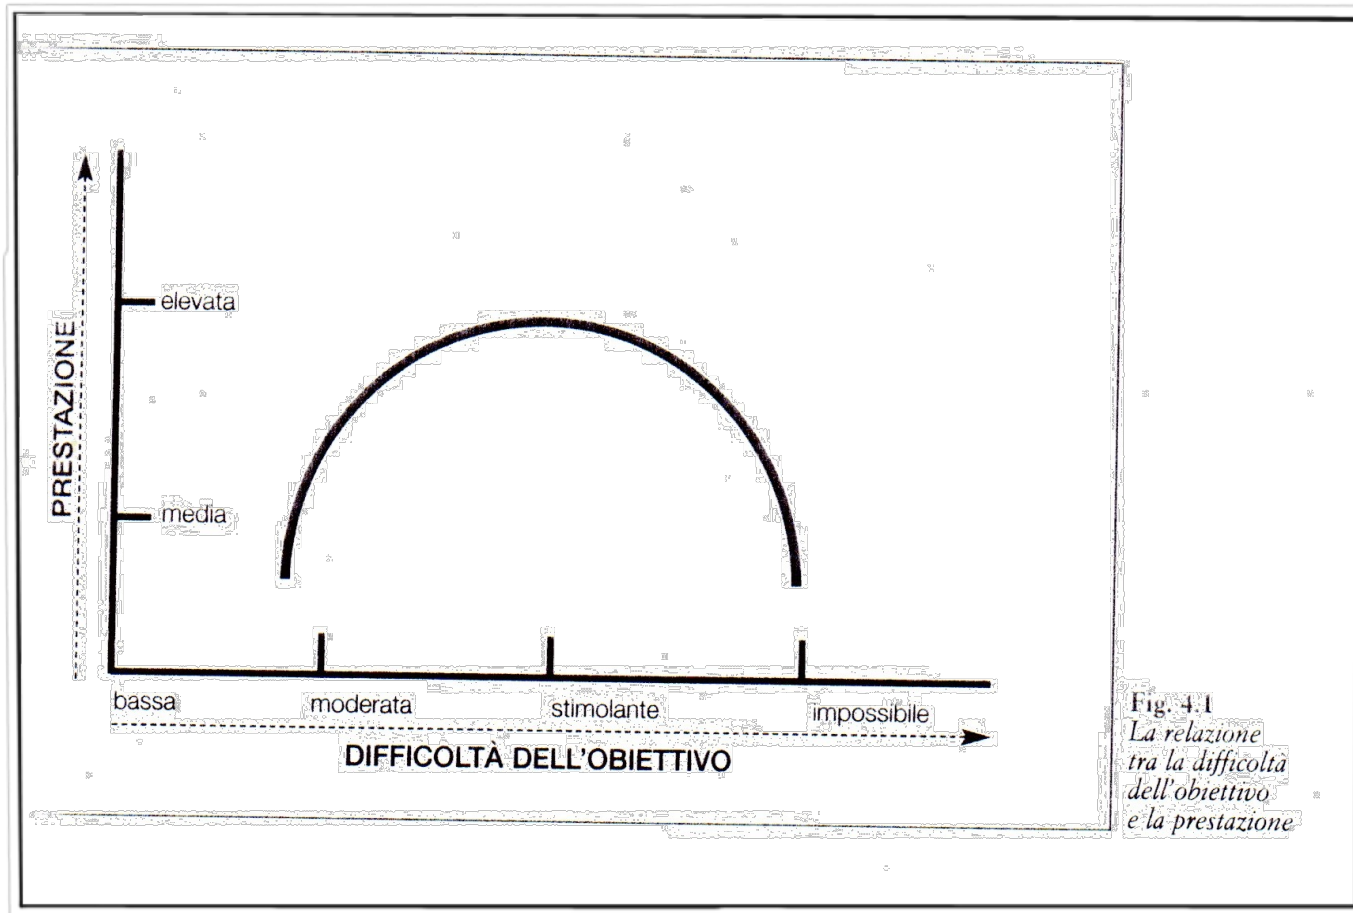 elevata
PRESTAZIONE
media
bassa
moderata
stimolante
impossibile
DIFFICOLTÀ DELL'OBIETTIVO
Fig. 4.1
La relazione
tra la difficoltà
dell'obiettivo
e la prestazione